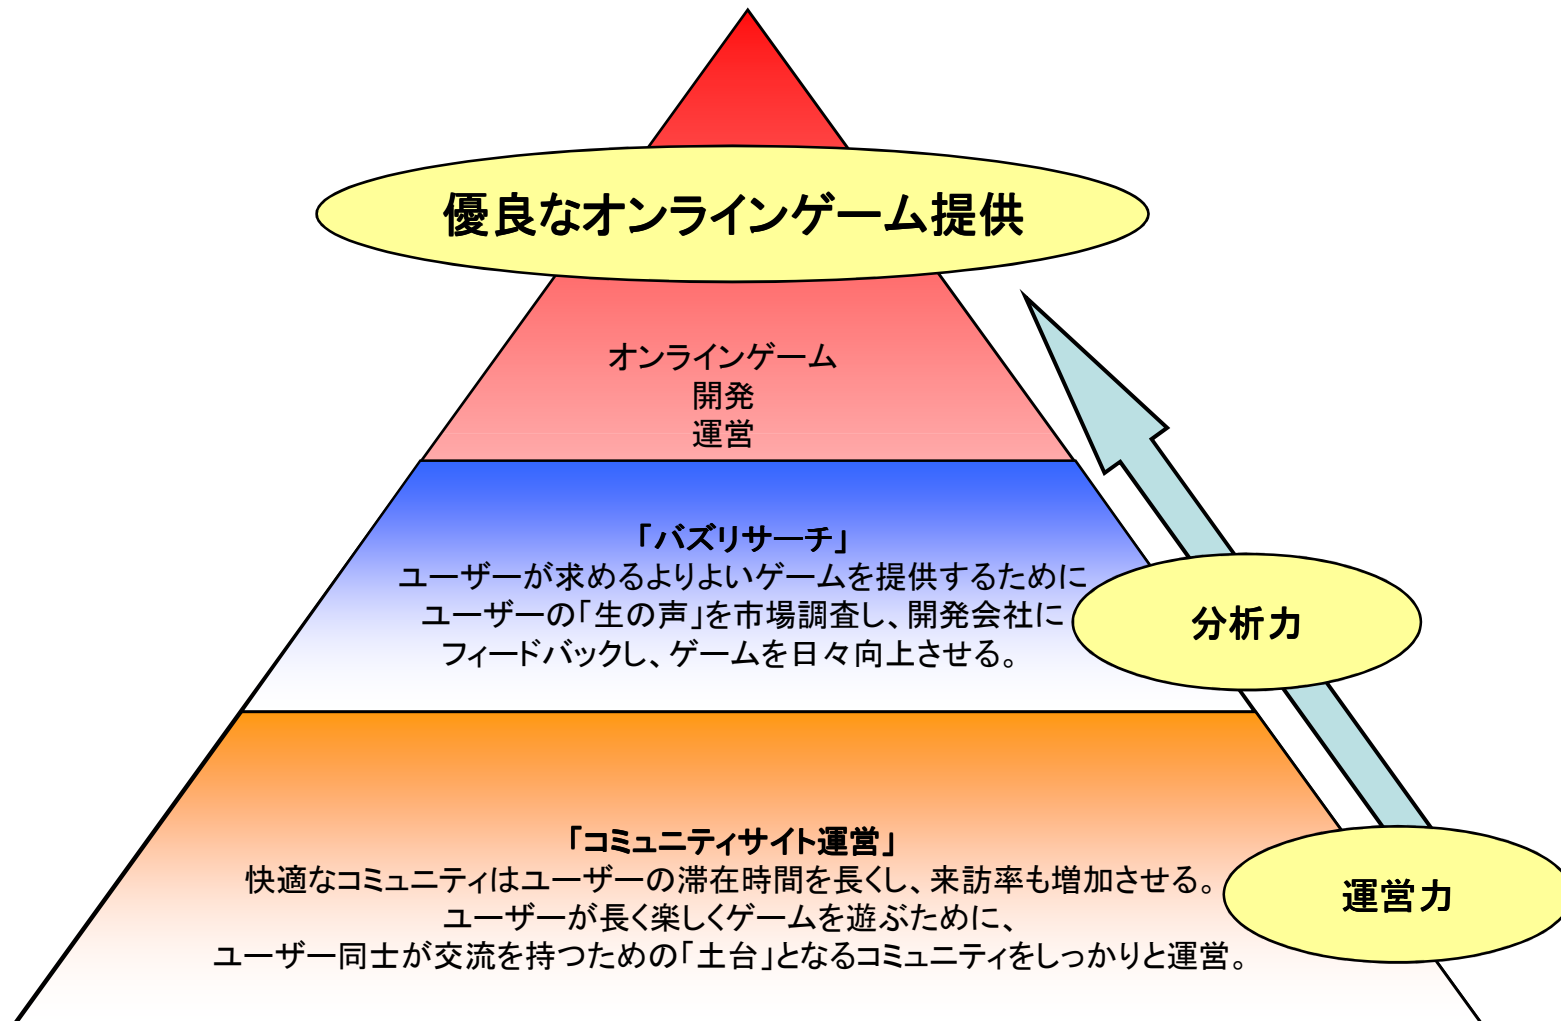 優良なオンラインゲーム提供
オンラインゲーム
開発
運営
「バズリサーチ」
ユーザーが求めるよりよいゲームを提供するために
ユーザーの「生の声」を市場調査し、開発会社に
フィードバックし、ゲームを日々向上させる。
分析力
「コミュニティサイト運営」
快適なコミュニティはユーザーの滞在時間を長くし、来訪率も増加させる。
ユーザーが長く楽しくゲームを遊ぶために、
ユーザー同士が交流を持つための「土台」となるコミュニティをしっかりと運営。
運営力